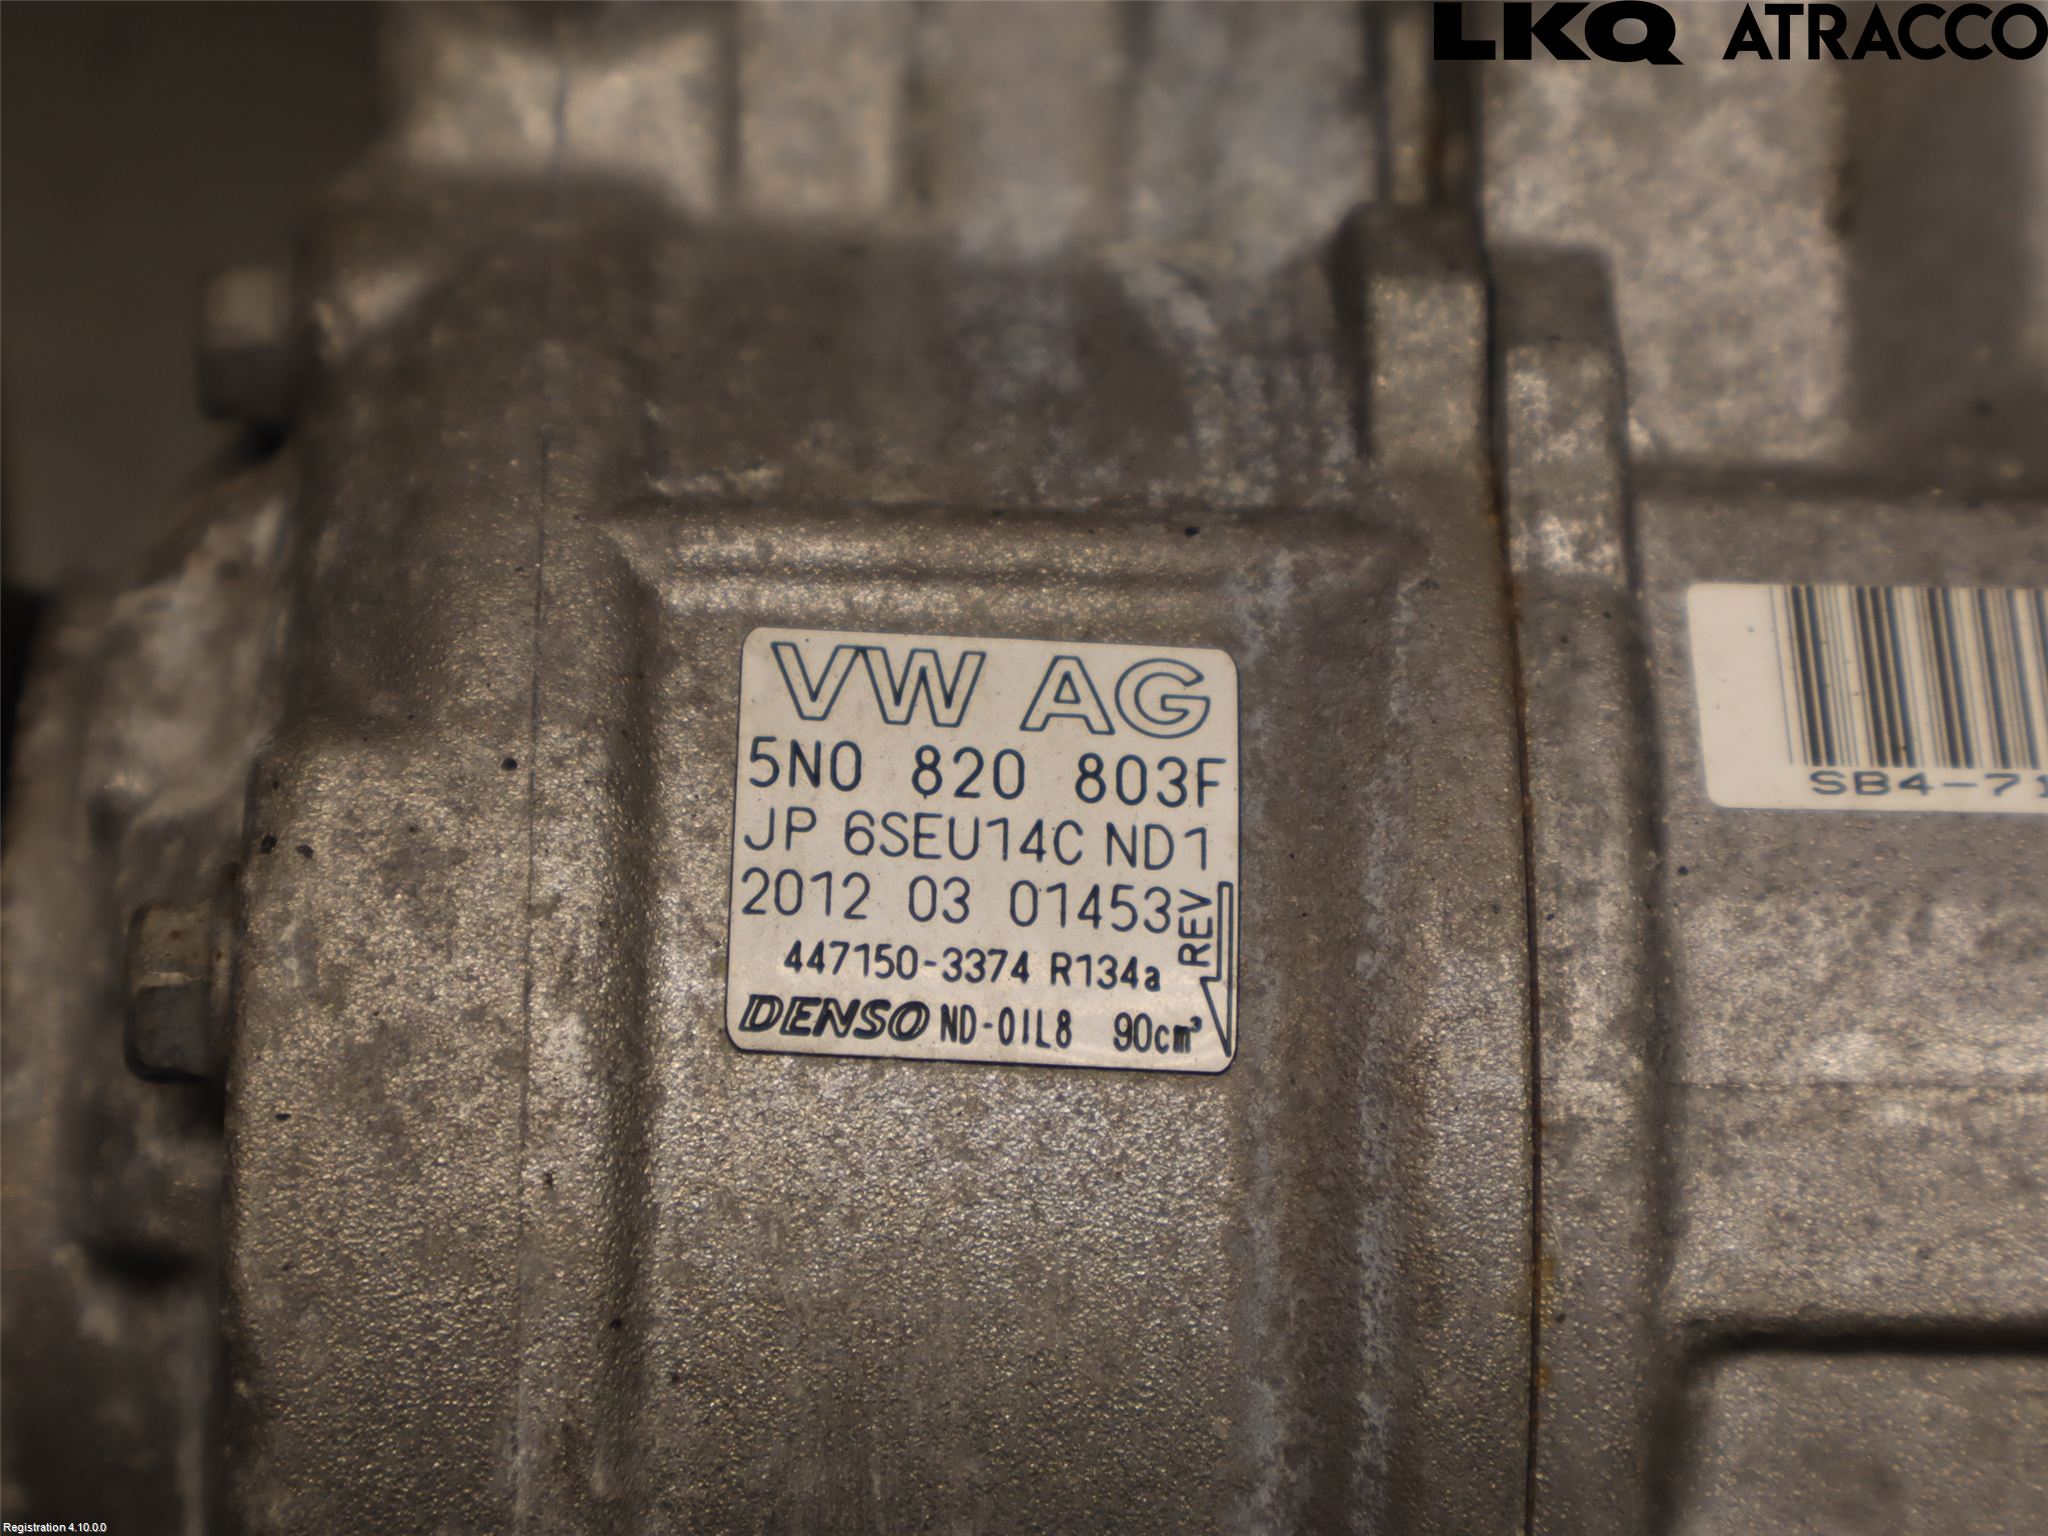 LKQ ATRACCO
VW AG
5N0 820 803F
JP 6SEU14C ND1
2012 03 01453
REV
447150-3374 R134a
DENSO ND-OIL8 90cm³
SB4-71
Registration 4.10.0.0